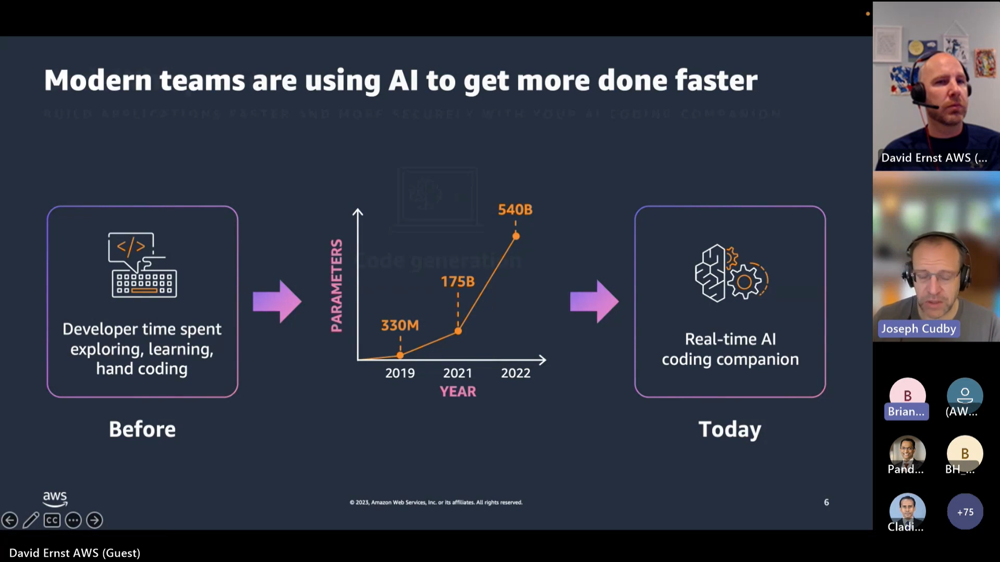 Modern teams are using AI to get more done faster
BUILD APPLICATIONS FASTER AND MORE SECURELY WITH YOUR AI CODING COMPANION
</>
Developer time spent
exploring, learning,
hand coding
Before
PARAMETERS
Code generation
540B
175B
330M
2019 2021 2022
YEAR
Real-time AI
coding companion
Today
aws
© 2023, Amazon Web Services, Inc. or its affiliates. All rights reserved.
6
CC
David Ernst AWS (Guest)
David Ernst AWS (...
Joseph Cudby
B
Brian...
(AW...
Pand...
B
BH_...
Cladi...
+75